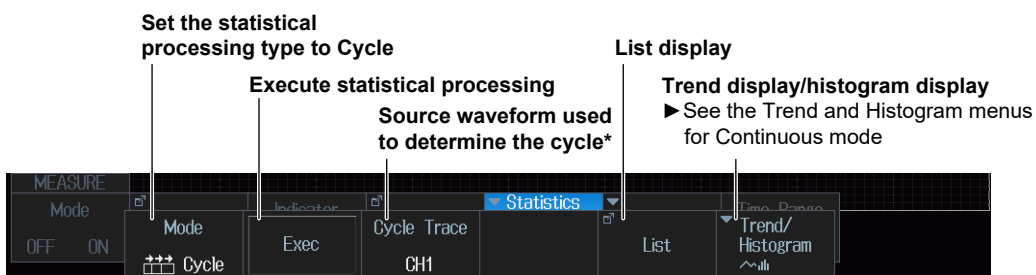 Set the statistical
processing type to Cycle
List display
Execute statistical processing
Trend display/histogram display
►See the Trend and Histogram menus
for Continuous mode
Source waveform used
to determine the cycle*
MEASURE
Mode
OFF ON
Indicator
Statistics
Time Range
Mode
Cycle
Exec
Cycle Trace
CH1
List
Trend/
Histogram